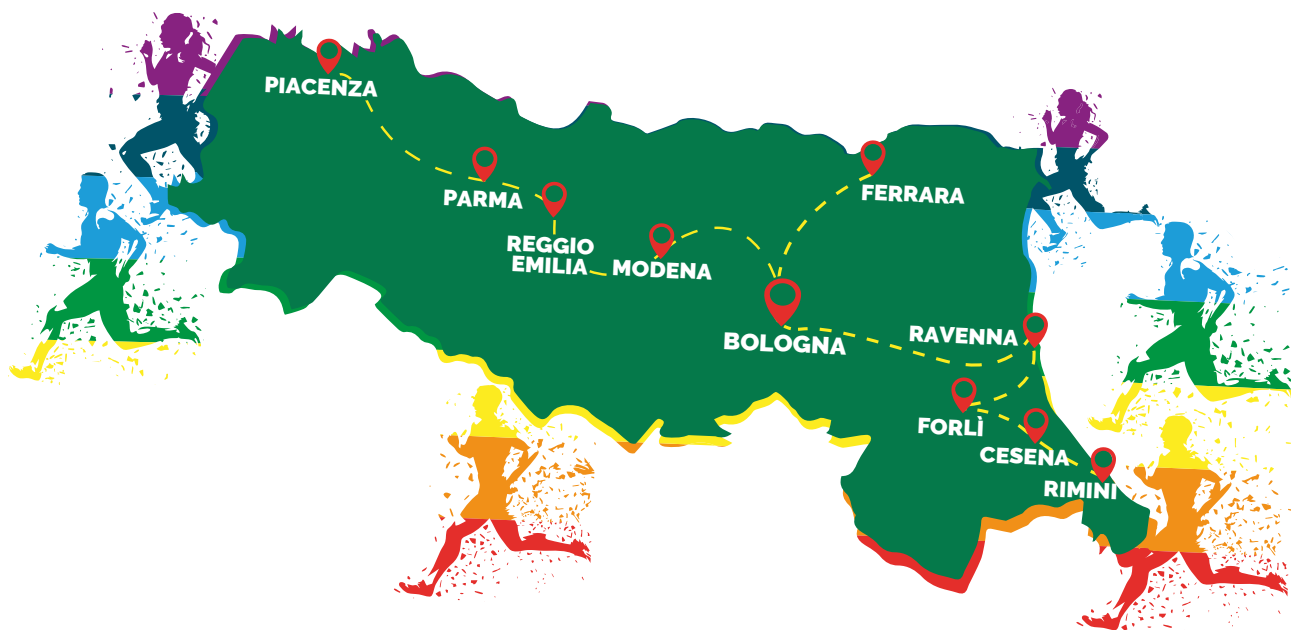 PIACENZA
PARMA
REGGIO
EMILIA
MODENA
FERRARA
BOLOGNA
RAVENNA
FORLÌ
CESENA
RIMINI